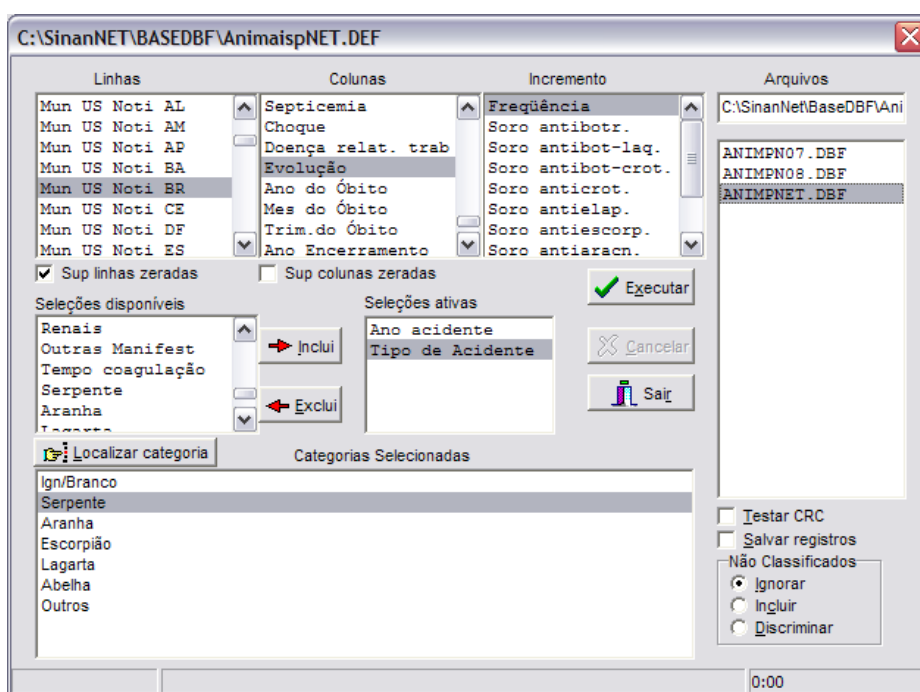 C:\SinanNET\BASEDBF\AnimaispNET.DEF
Linhas
Mun US Noti AL
Mun US Noti AM
Mun US Noti AP
Mun US Noti BA
Mun US Noti BR
Mun US Noti CE
Mun US Noti DF
Mun US Noti ES
Sup linhas zeradas
Colunas
Septicemia
Choque
Doença relat. trab
Evolução
Ano do Óbito
Mes do Óbito
Trim.do Óbito
Ano Encerramento
Sup colunas zeradas
Incremento
Freqüência
Soro antibotr.
Soro antibot-laq.
Soro antibot-crot.
Soro anticrot.
Soro antielap.
Soro antiescorp.
Soro antiaracn.
Arquivos
C:\SinanNet\BaseDBF\Ani
ANIMPN07.DBF
ANIMPN08.DBF
ANIMPNET.DBF
Seleções disponíveis
Renais
Outras Manifest
Tempo coagulação
Serpente
Aranha
Lagarta
Inclui
Exclui
Seleções ativas
Ano acidente
Tipo de Acidente
Executar
Cancelar
Sair
Localizar categoria
Categorias Selecionadas
Ign/Branco
Serpente
Aranha
Escorpião
Lagarta
Abelha
Outros
Testar CRC
Salvar registros
Não Classificados
Ignorar
Incluir
Discriminar
0:00